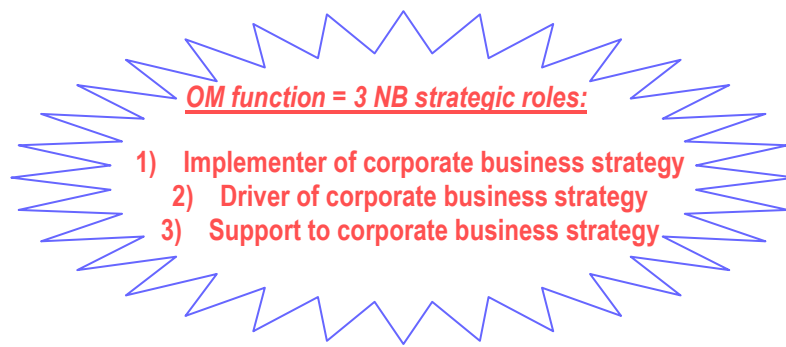 OM function = 3 NB strategic roles:
1) Implementer of corporate business strategy
2) Driver of corporate business strategy
3) Support to corporate business strategy